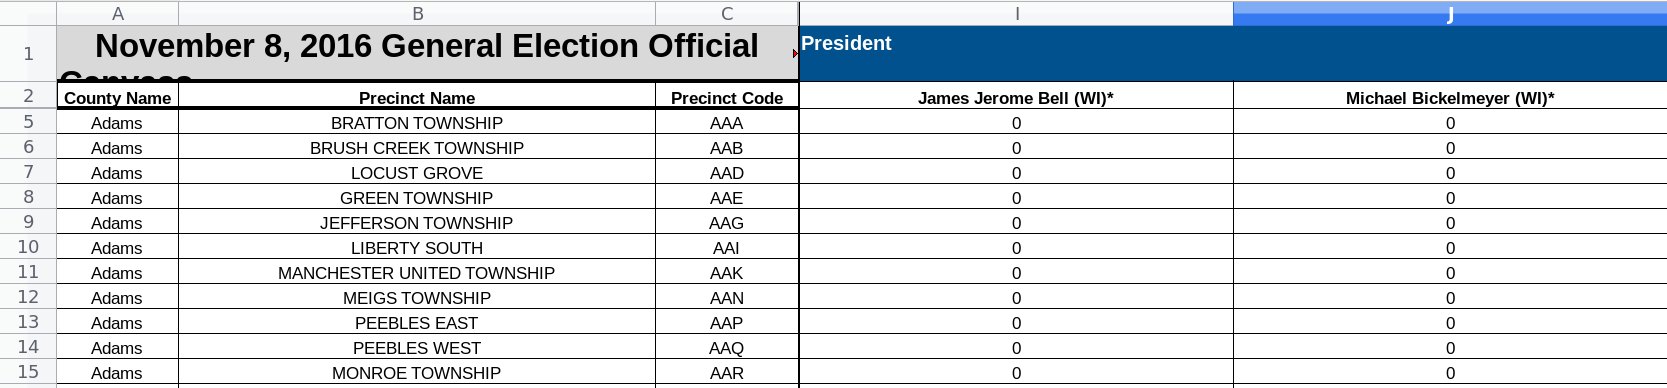 A B C I J
1 November 8, 2016 General Election Official President
Canvass
2 County Name Precinct Name Precinct Code James Jerome Bell (WI)* Michael Bickelmeyer (WI)*
5 Adams BRATTON TOWNSHIP AAA 0 0
6 Adams BRUSH CREEK TOWNSHIP AAB 0 0
7 Adams LOCUST GROVE AAD 0 0
8 Adams GREEN TOWNSHIP AAE 0 0
9 Adams JEFFERSON TOWNSHIP AAG 0 0
10 Adams LIBERTY SOUTH AAI 0 0
11 Adams MANCHESTER UNITED TOWNSHIP AAK 0 0
12 Adams MEIGS TOWNSHIP AAN 0 0
13 Adams PEEBLES EAST AAP 0 0
14 Adams PEEBLES WEST AAQ 0 0
15 Adams MONROE TOWNSHIP AAR 0 0